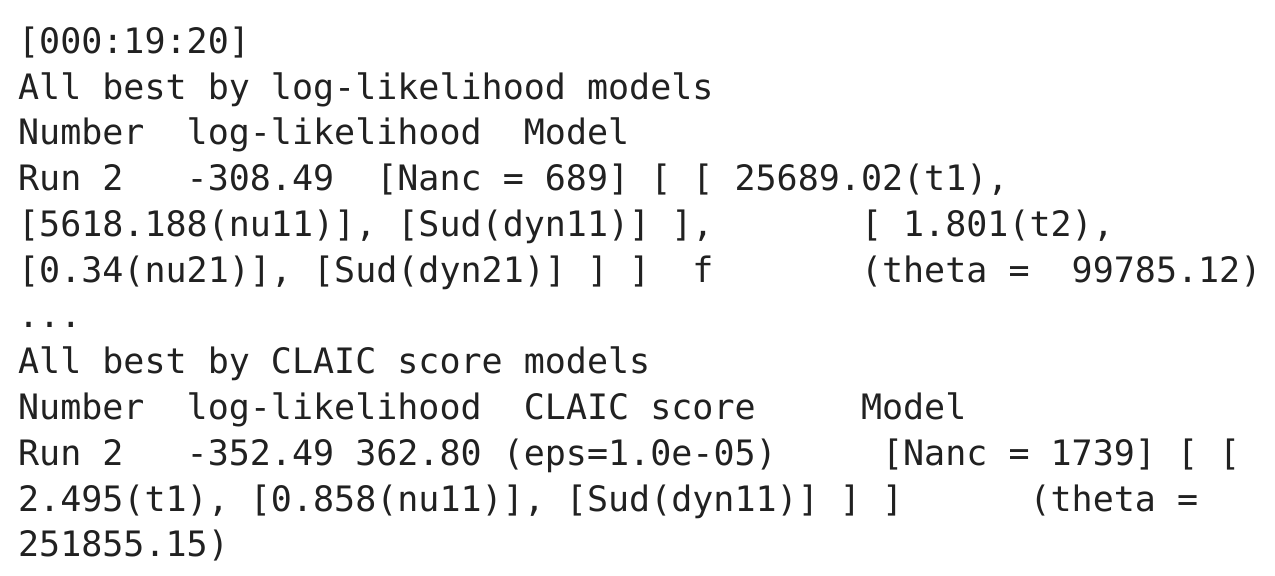 [000:19:20]
All best by log-likelihood models
Number  log-likelihood  Model
Run 2   -308.49  [Nanc = 689] [ [ 25689.02(t1),
[5618.188(nu11)], [Sud(dyn11)] ],       [ 1.801(t2),
[0.34(nu21)], [Sud(dyn21)] ] ]  f       (theta =  99785.12)
...
All best by CLAIC score models
Number  log-likelihood  CLAIC score     Model
Run 2   -352.49 362.80 (eps=1.0e-05)     [Nanc = 1739] [ [
2.495(t1), [0.858(nu11)], [Sud(dyn11)] ] ]      (theta =
251855.15)